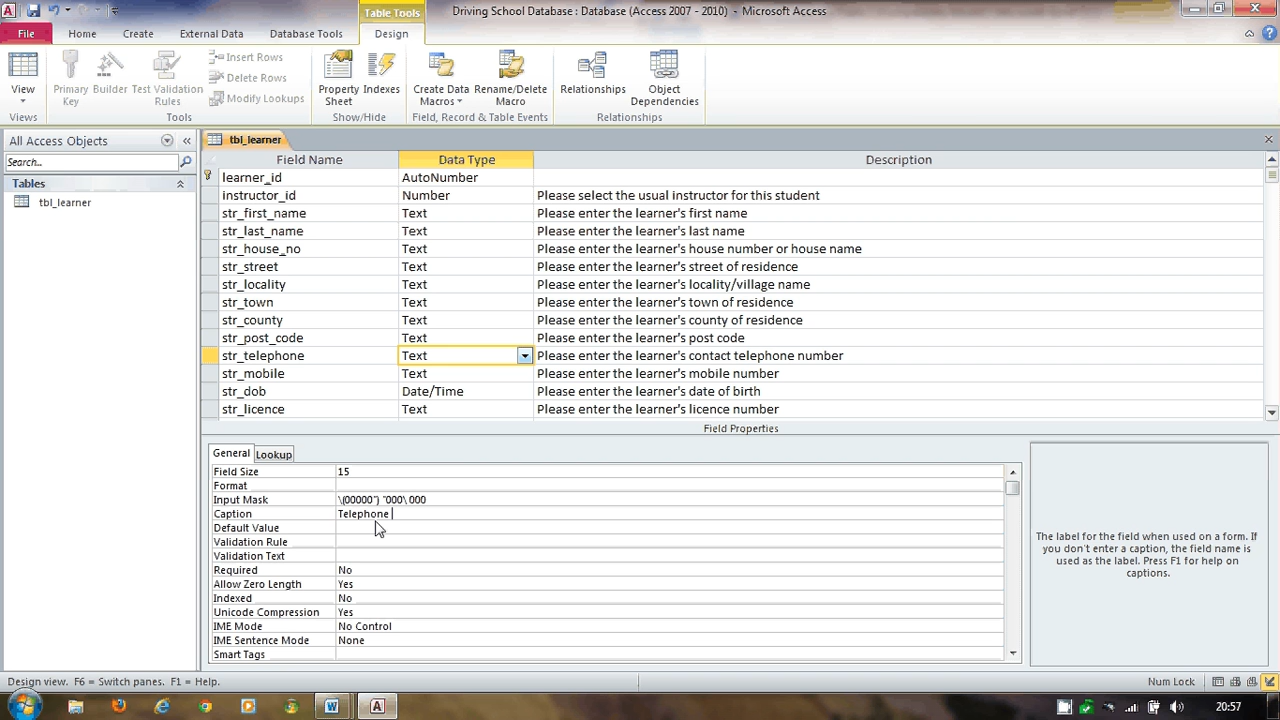 Table Tools
Driving School Database : Database (Access 2007 - 2010) - Microsoft Access
File Home Create External Data Database Tools Design
View
Views
Primary Key
Builder
Test Validation Rules
Insert Rows
Delete Rows
Modify Lookups
Tools
Property Sheet
Indexes
Show/Hide
Create Data Macros
Rename/Delete Macro
Field, Record & Table Events
Relationships
Object Dependencies
Relationships
All Access Objects
Search...
Tables
tbl_learner
tbl_learner
Field Name Data Type Description
learner_id AutoNumber
instructor_id Number Please select the usual instructor for this student
str_first_name Text Please enter the learner's first name
str_last_name Text Please enter the learner's last name
str_house_no Text Please enter the learner's house number or house name
str_street Text Please enter the learner's street of residence
str_locality Text Please enter the learner's locality/village name
str_town Text Please enter the learner's town of residence
str_county Text Please enter the learner's county of residence
str_post_code Text Please enter the learner's post code
str_telephone Text Please enter the learner's contact telephone number
str_mobile Text Please enter the learner's mobile number
str_dob Date/Time Please enter the learner's date of birth
str_licence Text Please enter the learner's licence number
Field Properties
General Lookup
Field Size 15
Format
Input Mask \(00000") "000\ 000
Caption Telephone
Default Value
Validation Rule
Validation Text
Required No
Allow Zero Length Yes
Indexed No
Unicode Compression Yes
IME Mode No Control
IME Sentence Mode None
Smart Tags
The label for the field when used on a form. If
you don't enter a caption, the field name is
used as the label. Press F1 for help on
captions.
Design view. F6 = Switch panes. F1 = Help.
Num Lock
20:57